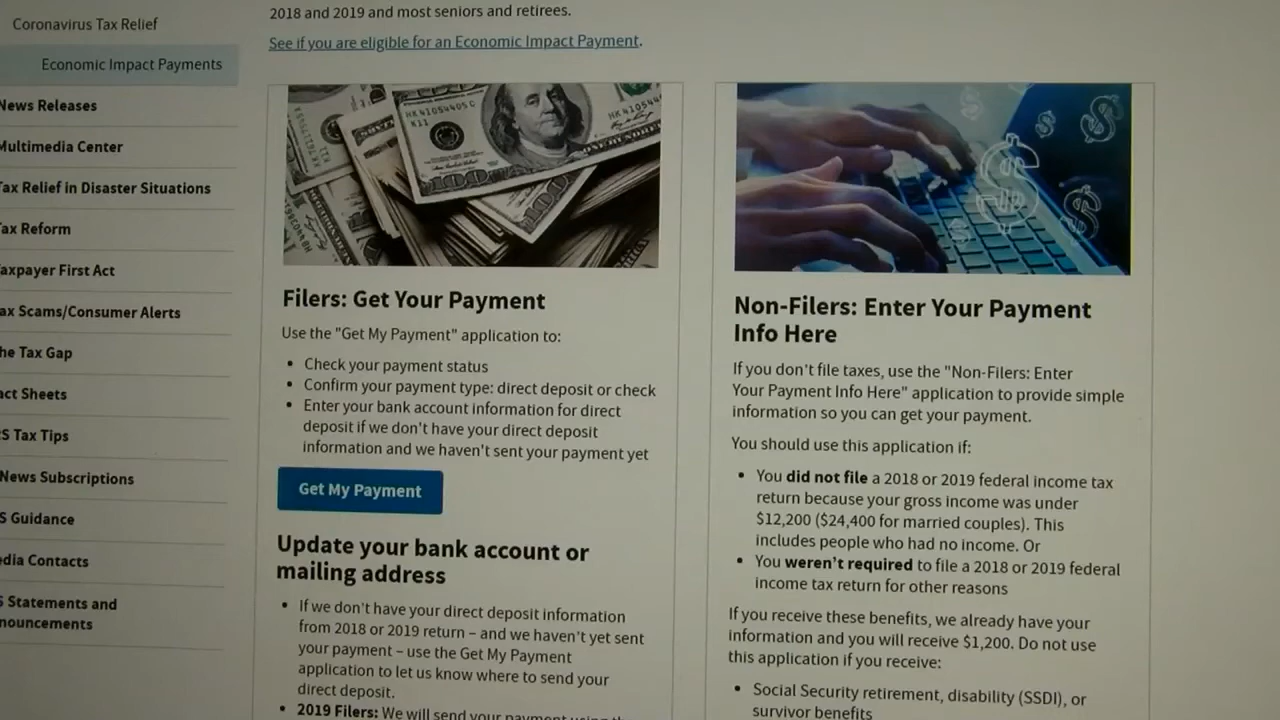 Coronavirus Tax Relief
Economic Impact Payments
News Releases
Multimedia Center
Tax Relief in Disaster Situations
Tax Reform
Taxpayer First Act
Tax Scams/Consumer Alerts
The Tax Gap
Fact Sheets
IRS Tax Tips
News Subscriptions
IRS Guidance
Media Contacts
IRS Statements and
Announcements
2018 and 2019 and most seniors and retirees.
See if you are eligible for an Economic Impact Payment.
HK41059405C
K11
HK410594
100
Filers: Get Your Payment
Use the "Get My Payment" application to:
• Check your payment status
• Confirm your payment type: direct deposit or check
• Enter your bank account information for direct
deposit if we don't have your direct deposit
information and we haven't sent your payment yet
Get My Payment
Update your bank account or
mailing address
• If we don't have your direct deposit information
from 2018 or 2019 return – and we haven't yet sent
your payment – use the Get My Payment
application to let us know where to send your
direct deposit.
• 2019 Filers: We will send your payment using the
Non-Filers: Enter Your Payment
Info Here
If you don't file taxes, use the "Non-Filers: Enter
Your Payment Info Here" application to provide simple
information so you can get your payment.
You should use this application if:
• You did not file a 2018 or 2019 federal income tax
return because your gross income was under
$12,200 ($24,400 for married couples). This
includes people who had no income. Or
• You weren't required to file a 2018 or 2019 federal
income tax return for other reasons
If you receive these benefits, we already have your
information and you will receive $1,200. Do not use
this application if you receive:
• Social Security retirement, disability (SSDI), or
survivor benefits